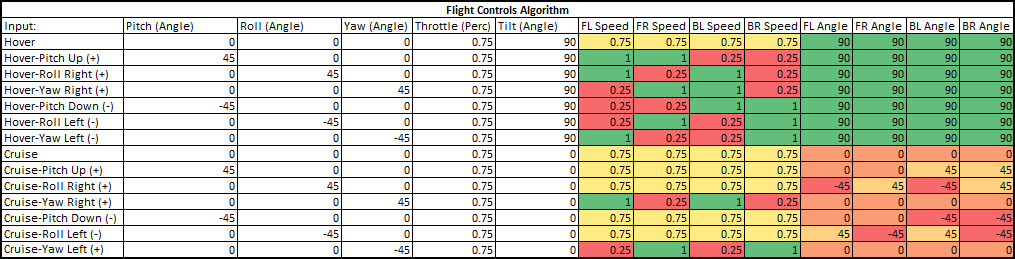 Flight Controls Algorithm
Input: Pitch (Angle) Roll (Angle) Yaw (Angle) Throttle (Perc) Tilt (Angle) FL Speed FR Speed BL Speed BR Speed FL Angle FR Angle BL Angle BR Angle
Hover 0 0 0 0.75 90 0.75 0.75 0.75 0.75 90 90 90 90
Hover-Pitch Up (+) 45 0 0 0.75 90 1 1 0.25 0.25 90 90 90 90
Hover-Roll Right (+) 0 45 0 0.75 90 1 0.25 1 0.25 90 90 90 90
Hover-Yaw Right (+) 0 0 45 0.75 90 0.25 1 1 0.25 90 90 90 90
Hover-Pitch Down (-) -45 0 0 0.75 90 0.25 0.25 1 1 90 90 90 90
Hover-Roll Left (-) 0 -45 0 0.75 90 0.25 1 0.25 1 90 90 90 90
Hover-Yaw Left (-) 0 0 -45 0.75 90 1 0.25 0.25 1 90 90 90 90
Cruise 0 0 0 0.75 0 0.75 0.75 0.75 0.75 0 0 0 0
Cruise-Pitch Up (+) 45 0 0 0.75 0 0.75 0.75 0.75 0.75 0 0 45 45
Cruise-Roll Right (+) 0 45 0 0.75 0 0.75 0.75 0.75 0.75 -45 45 -45 45
Cruise-Yaw Right (+) 0 0 45 0.75 0 1 0.25 1 0.25 0 0 0 0
Cruise-Pitch Down (-) -45 0 0 0.75 0 0.75 0.75 0.75 0.75 0 0 -45 -45
Cruise-Roll Left (-) 0 -45 0 0.75 0 0.75 0.75 0.75 0.75 45 -45 45 -45
Cruise-Yaw Left (+) 0 0 -45 0.75 0 0.25 1 0.25 1 0 0 0 0